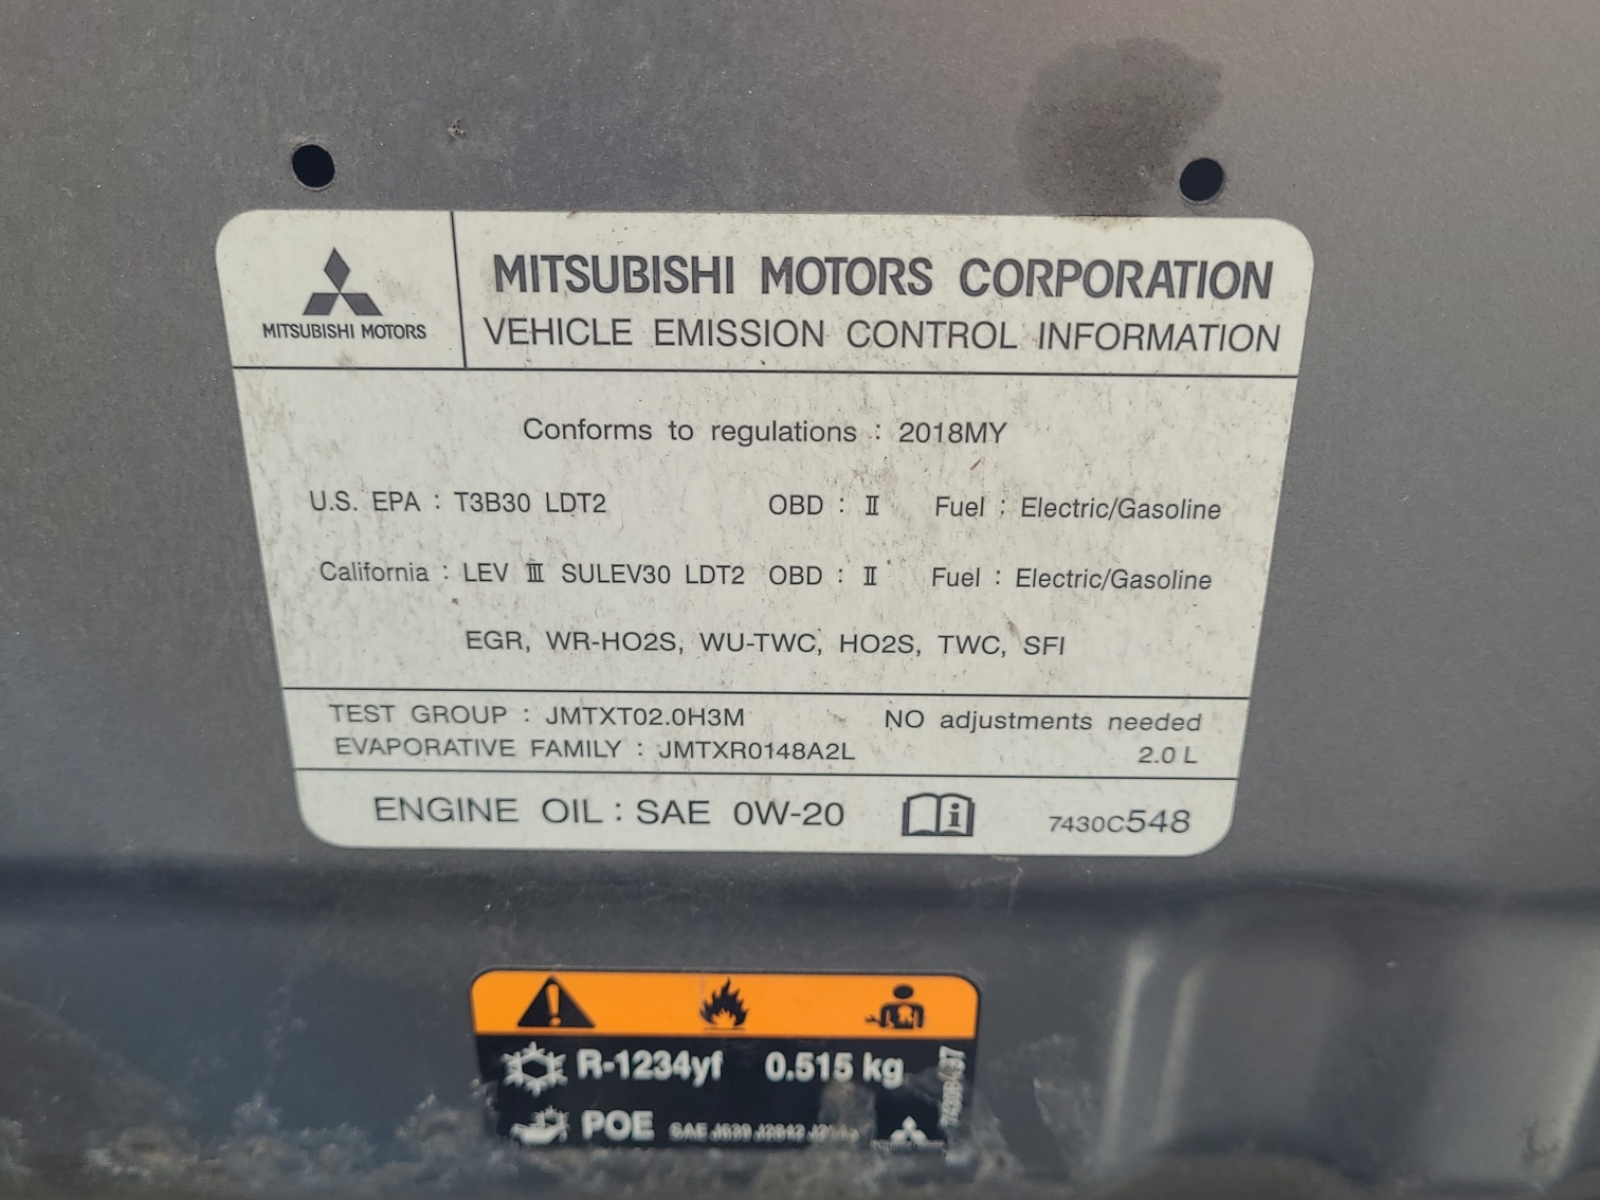 MITSUBISHI MOTORS
MITSUBISHI MOTORS CORPORATION
VEHICLE EMISSION CONTROL INFORMATION
Conforms to regulations : 2018MY
U.S. EPA : T3B30 LDT2 OBD : Ⅱ Fuel : Electric/Gasoline
California : LEV Ⅲ SULEV30 LDT2 OBD : Ⅱ Fuel : Electric/Gasoline
EGR, WR-HO2S, WU-TWC, HO2S, TWC, SFI
TEST GROUP : JMTXT02.0H3M NO adjustments needed
EVAPORATIVE FAMILY : JMTXR0148A2L 2.0 L
ENGINE OIL : SAE 0W-20 7430C548
R-1234yf 0.515 kg
POE SAE J639 J2842